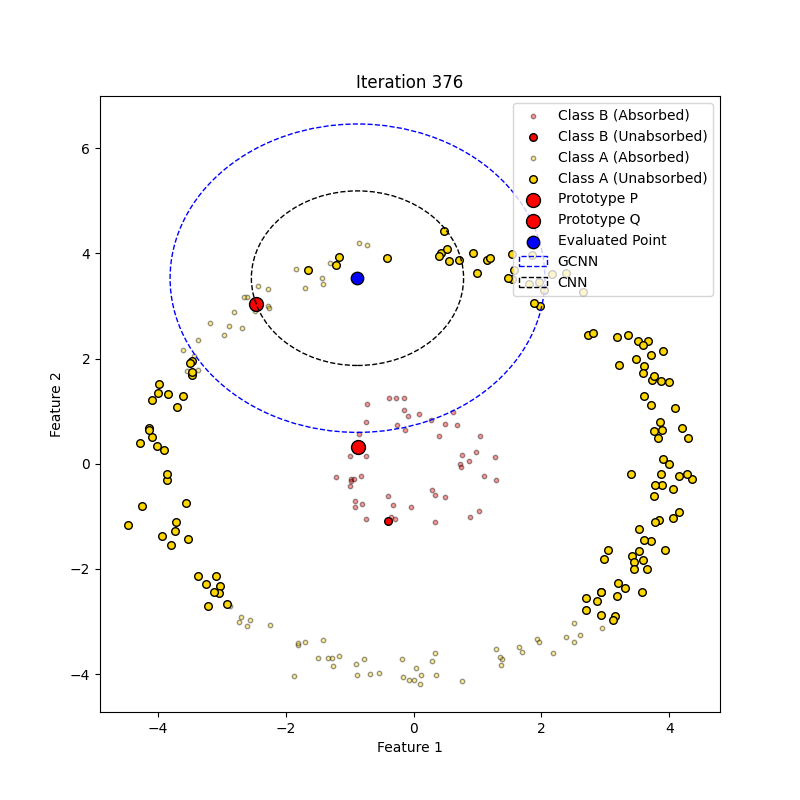 Iteration 376
Class B (Absorbed)
Class B (Unabsorbed)
Class A (Absorbed)
Class A (Unabsorbed)
Prototype P
Prototype Q
Evaluated Point
GCNN
CNN
6
4
2
0
−2
−4
Feature 2
−4
−2
0
2
4
Feature 1